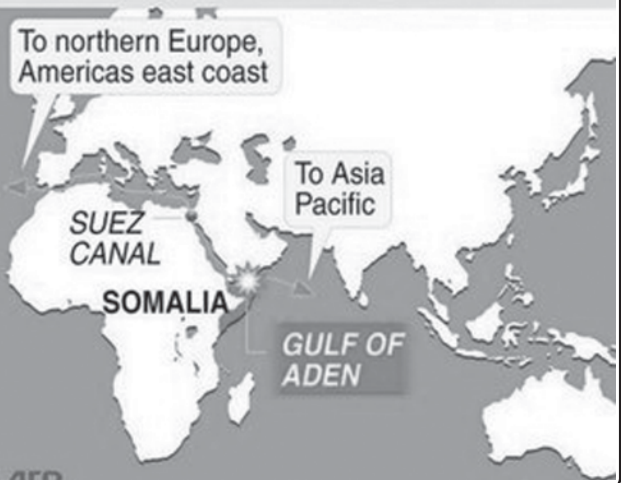 To northern Europe,
Americas east coast
To Asia
Pacific
SUEZ
CANAL
SOMALIA
GULF OF
ADEN